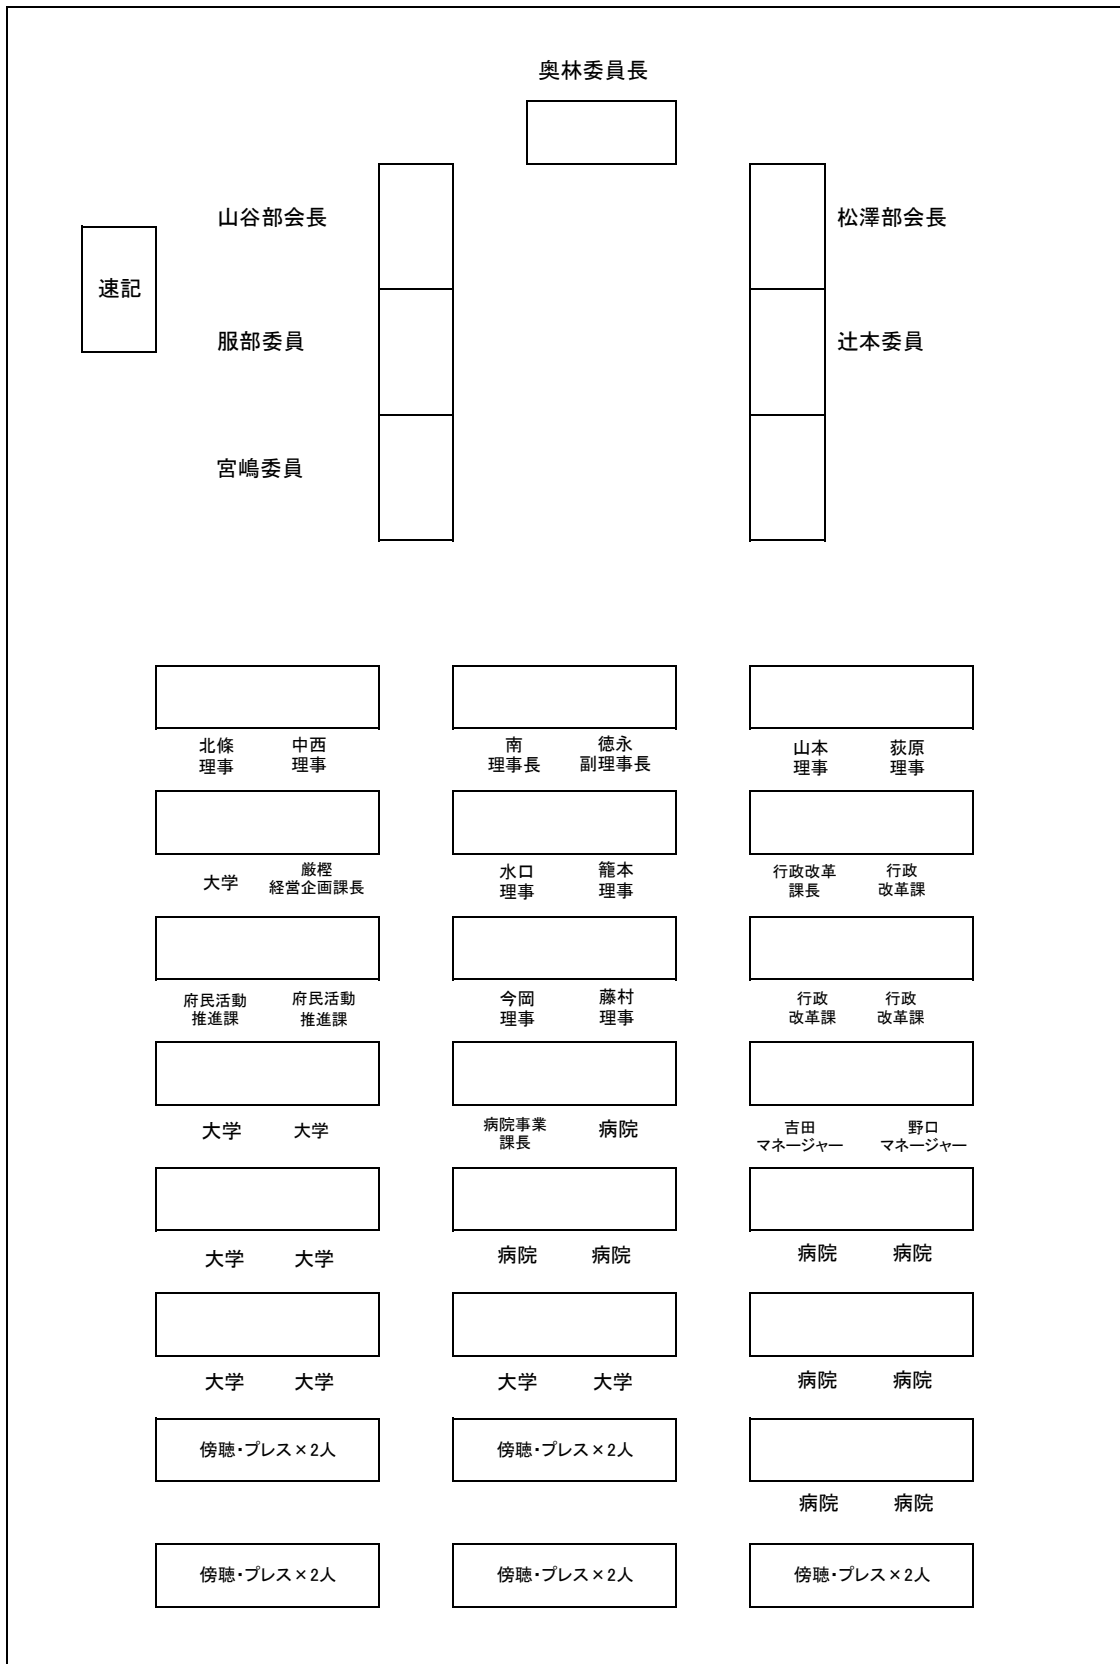 奥林委員長
山谷部会長
松澤部会長
速記
服部委員
辻本委員
宮嶋委員
北條
理事
中西
理事
南
理事長
徳永
副理事長
山本
理事
荻原
理事
大学
厳樫
経営企画課長
水口
理事
籠本
理事
行政改革
課長
行政
改革課
府民活動
推進課
府民活動
推進課
今岡
理事
藤村
理事
行政
改革課
行政
改革課
大学
大学
病院事業
課長
病院
吉田
マネージャー
野口
マネージャー
大学
大学
病院
病院
病院
病院
大学
大学
大学
大学
病院
病院
傍聴・プレス×2人
傍聴・プレス×2人
病院
病院
傍聴・プレス×2人
傍聴・プレス×2人
傍聴・プレス×2人